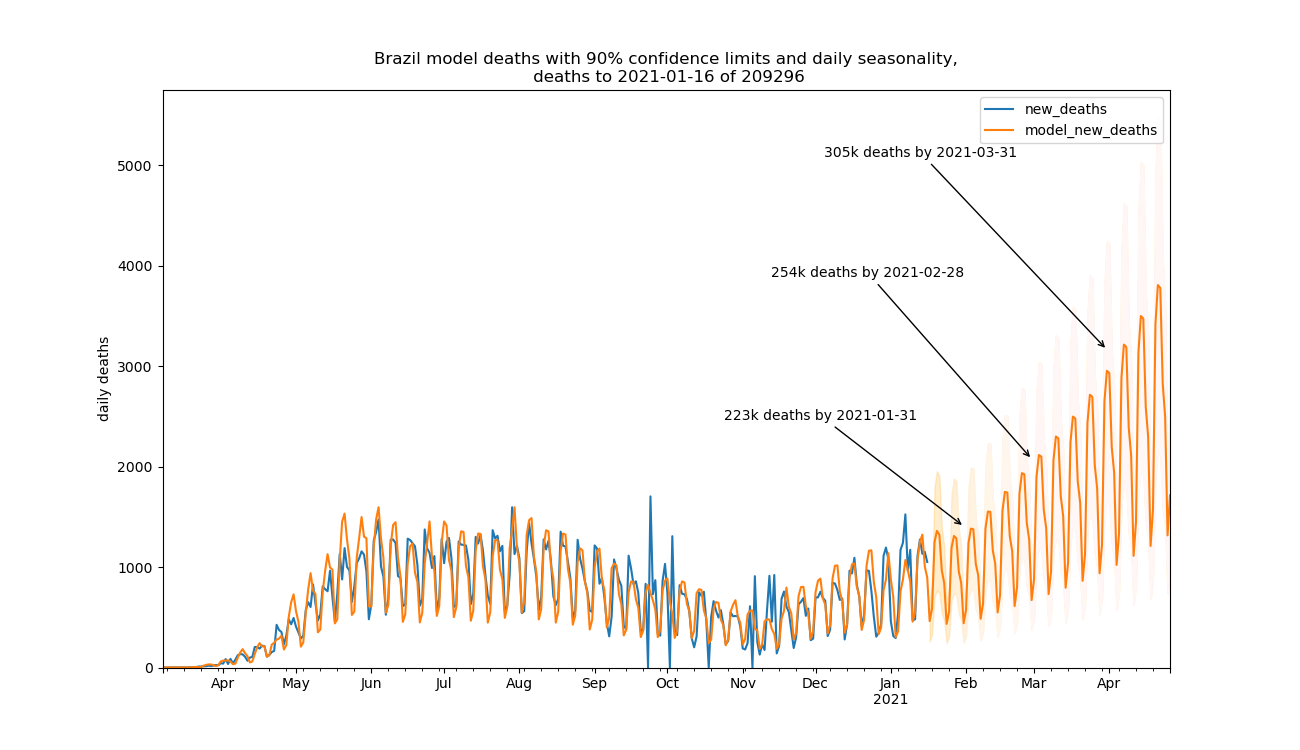 Brazil model deaths with 90% confidence limits and daily seasonality,
deaths to 2021-01-16 of 209296
new_deaths
model_new_deaths
305k deaths by 2021-03-31
254k deaths by 2021-02-28
223k deaths by 2021-01-31
daily deaths
5000
4000
3000
2000
1000
0
Apr May Jun Jul Aug Sep Oct Nov Dec Jan Feb Mar Apr
2021